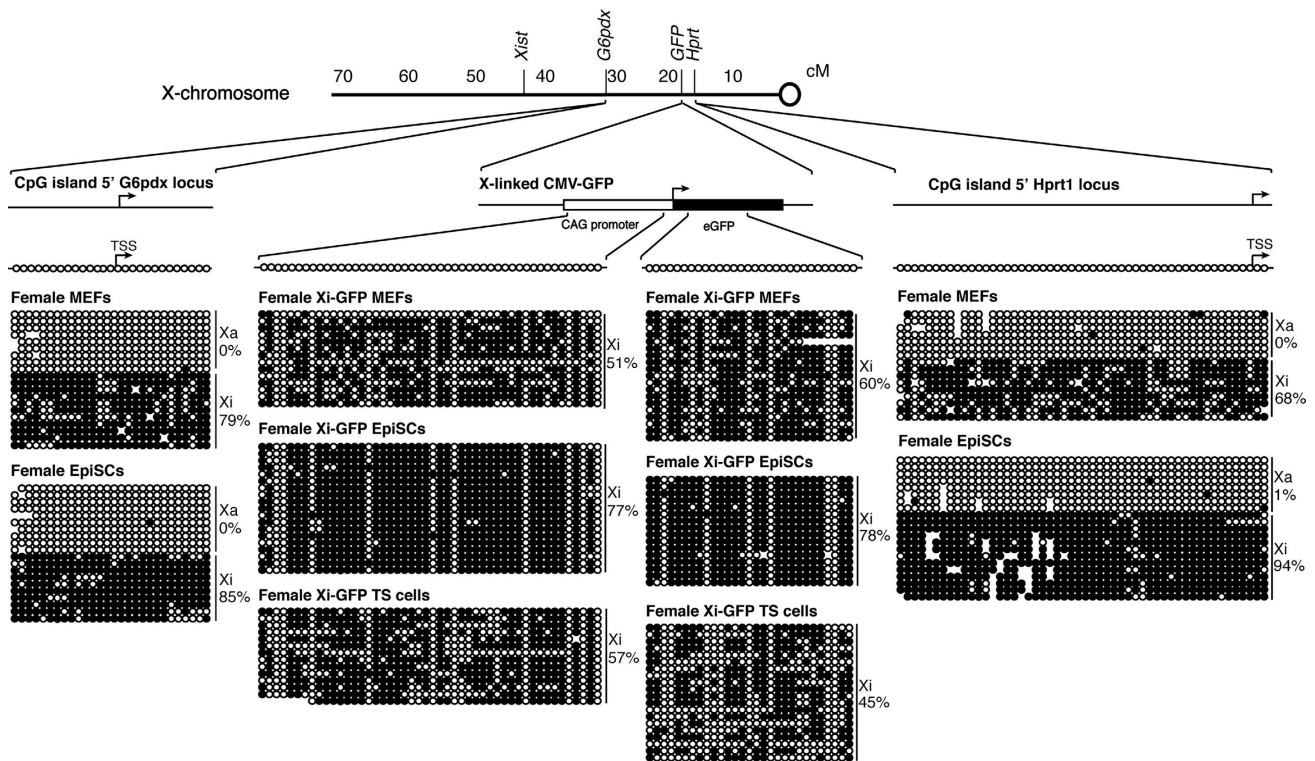 Xist
G6pdx
GFP
Hprt
70 60 50 40 30 20 10 cM
X-chromosome
CpG island 5' G6pdx locus
X-linked CMV-GFP
CpG island 5' Hprt1 locus
CAG promoter
eGFP
TSS
TSS
Female MEFs
Xa
0%
Xi
79%
Female EpiSCs
Xa
0%
Xi
85%
Female Xi-GFP MEFs
Xi
51%
Female Xi-GFP EpiSCs
Xi
77%
Female Xi-GFP TS cells
Xi
57%
Female Xi-GFP MEFs
Xi
60%
Female Xi-GFP EpiSCs
Xi
78%
Female Xi-GFP TS cells
Xi
45%
Female MEFs
Xa
0%
Xi
68%
Female EpiSCs
Xa
1%
Xi
94%